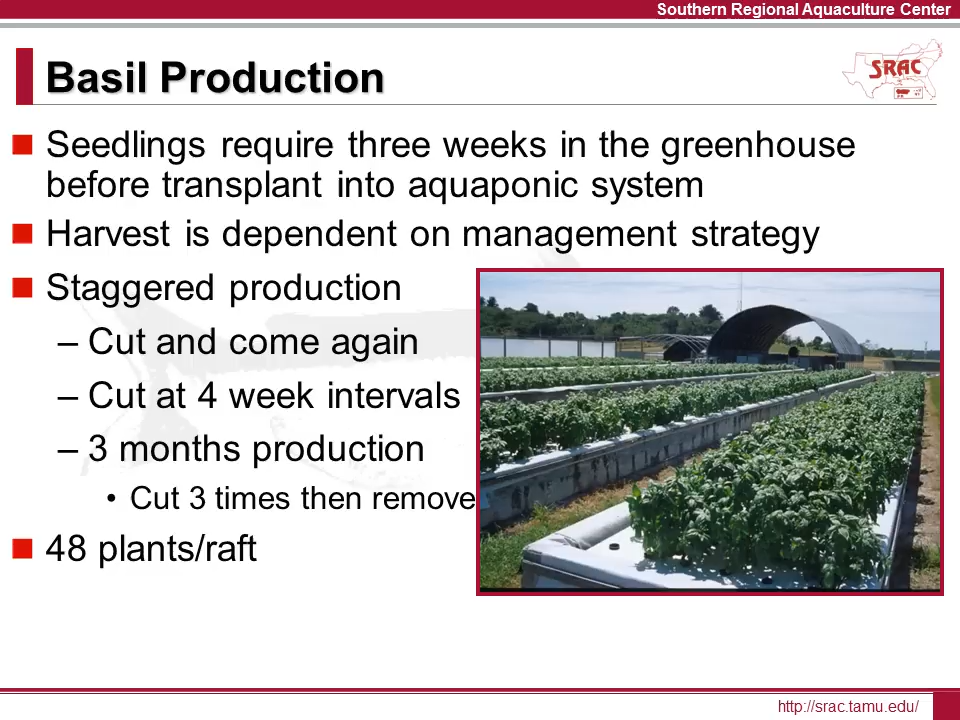 Southern Regional Aquaculture Center
Basil Production
SRAC
Seedlings require three weeks in the greenhouse
before transplant into aquaponic system
Harvest is dependent on management strategy
Staggered production
– Cut and come again
– Cut at 4 week intervals
– 3 months production
• Cut 3 times then remove
48 plants/raft
http://srac.tamu.edu/